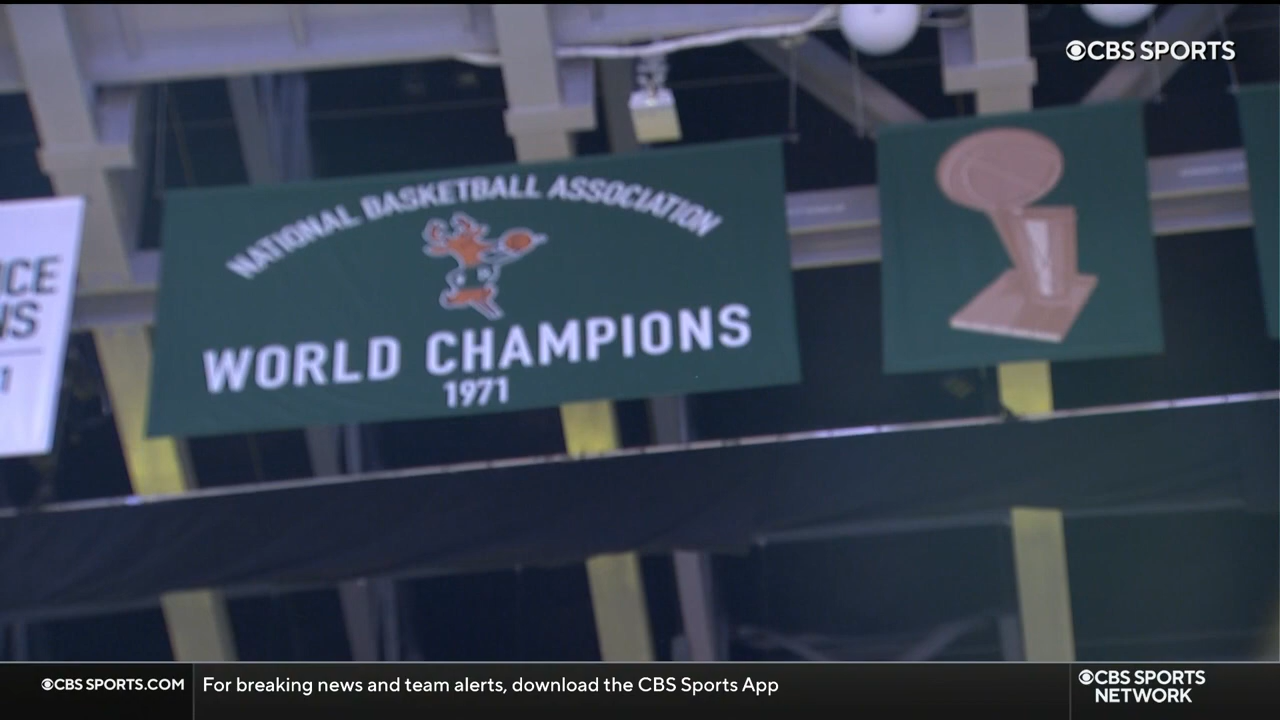 CBS SPORTS
NATIONAL BASKETBALL ASSOCIATION
WORLD CHAMPIONS
1971
CBS SPORTS.COM
For breaking news and team alerts, download the CBS Sports App
CBS SPORTS
NETWORK